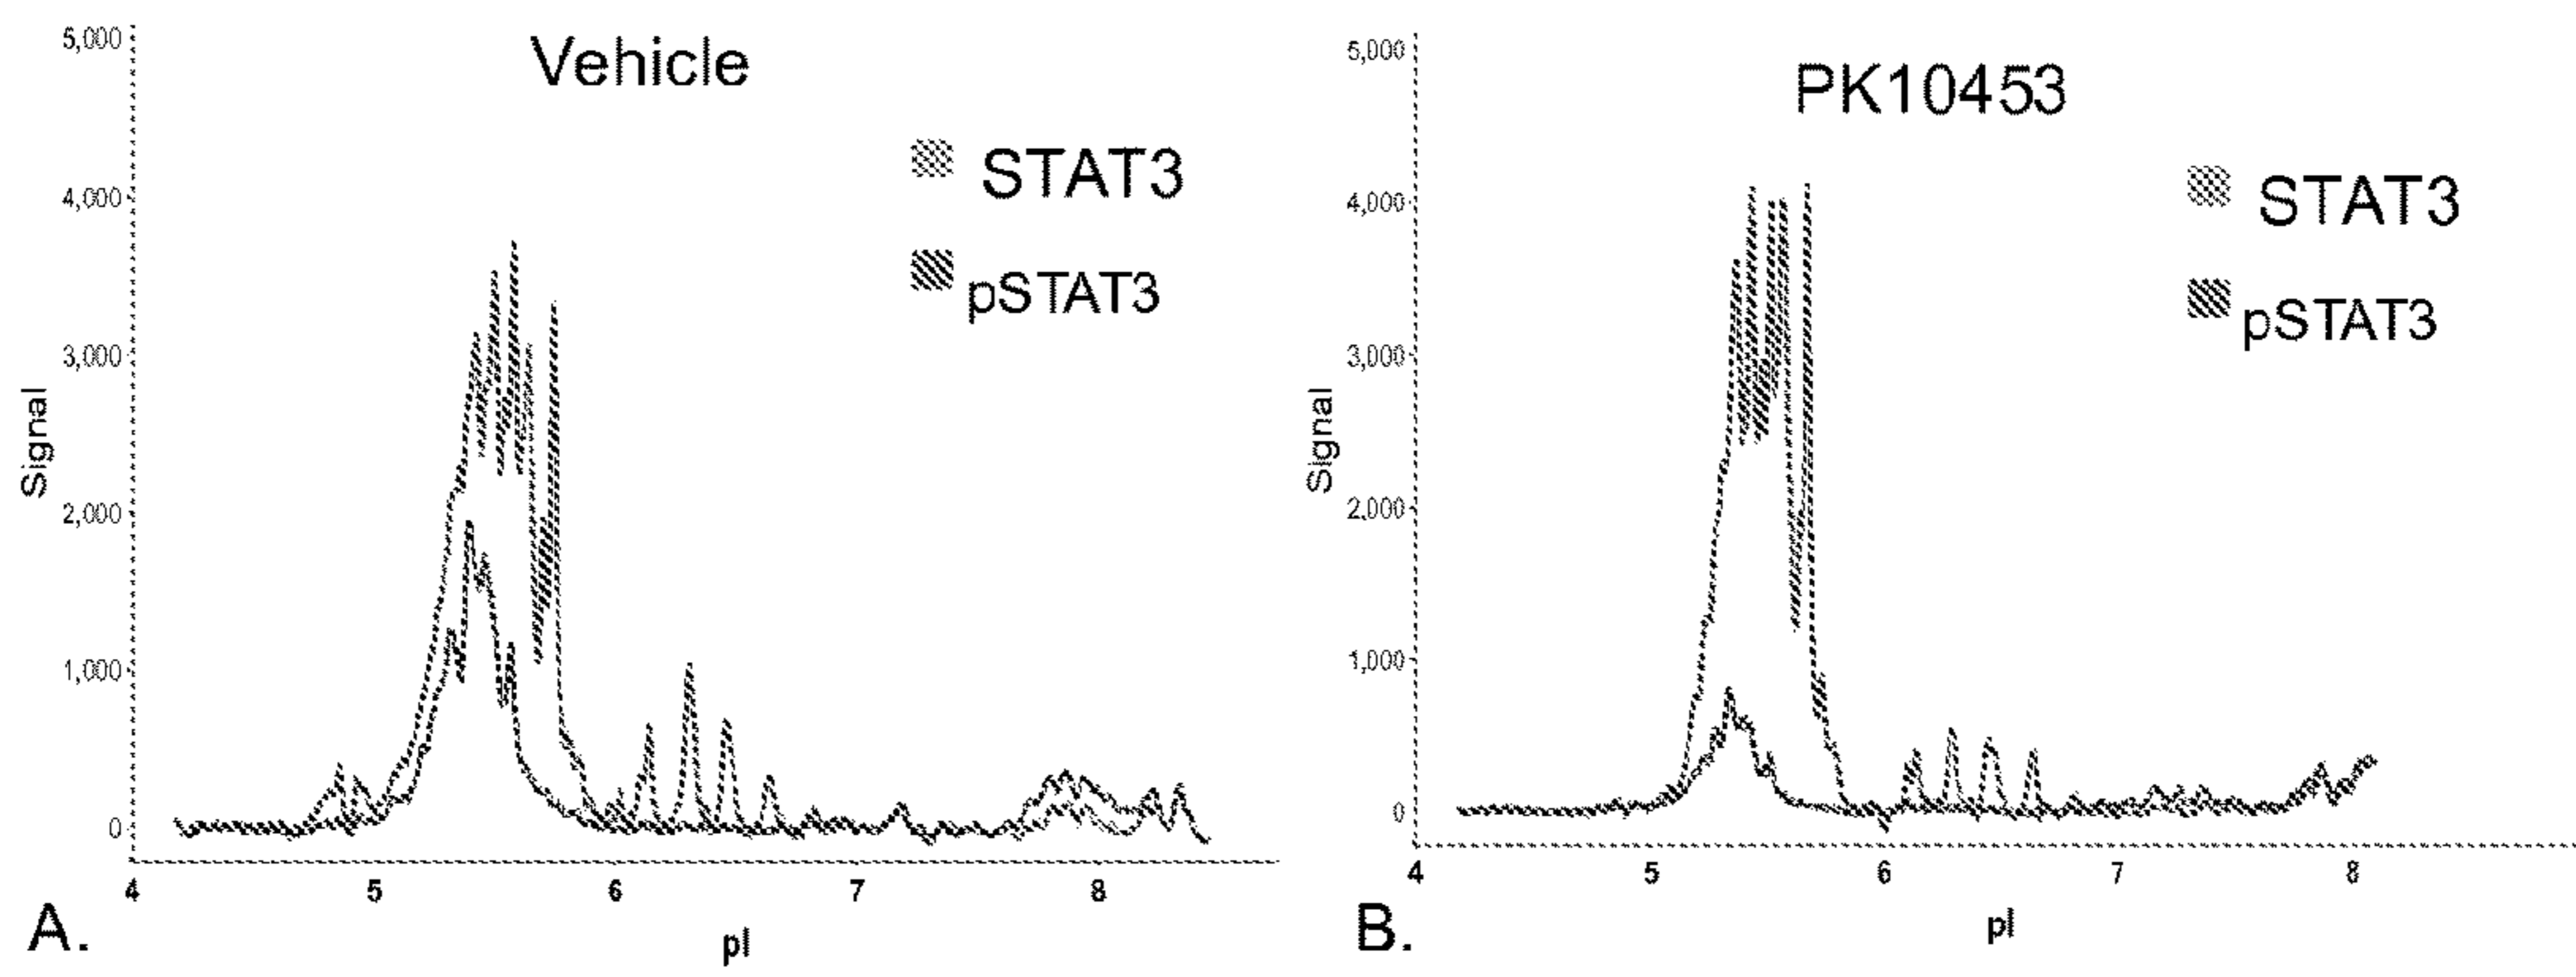 Vehicle
STAT3
pSTAT3
5,000
4,000
3,000
2,000
1,000
0
Signal
4 5 6 7 8
pI
A.
PK10453
STAT3
pSTAT3
5,000
4,000
3,000
2,000
1,000
0
Signal
4 5 6 7 8
pI
B.